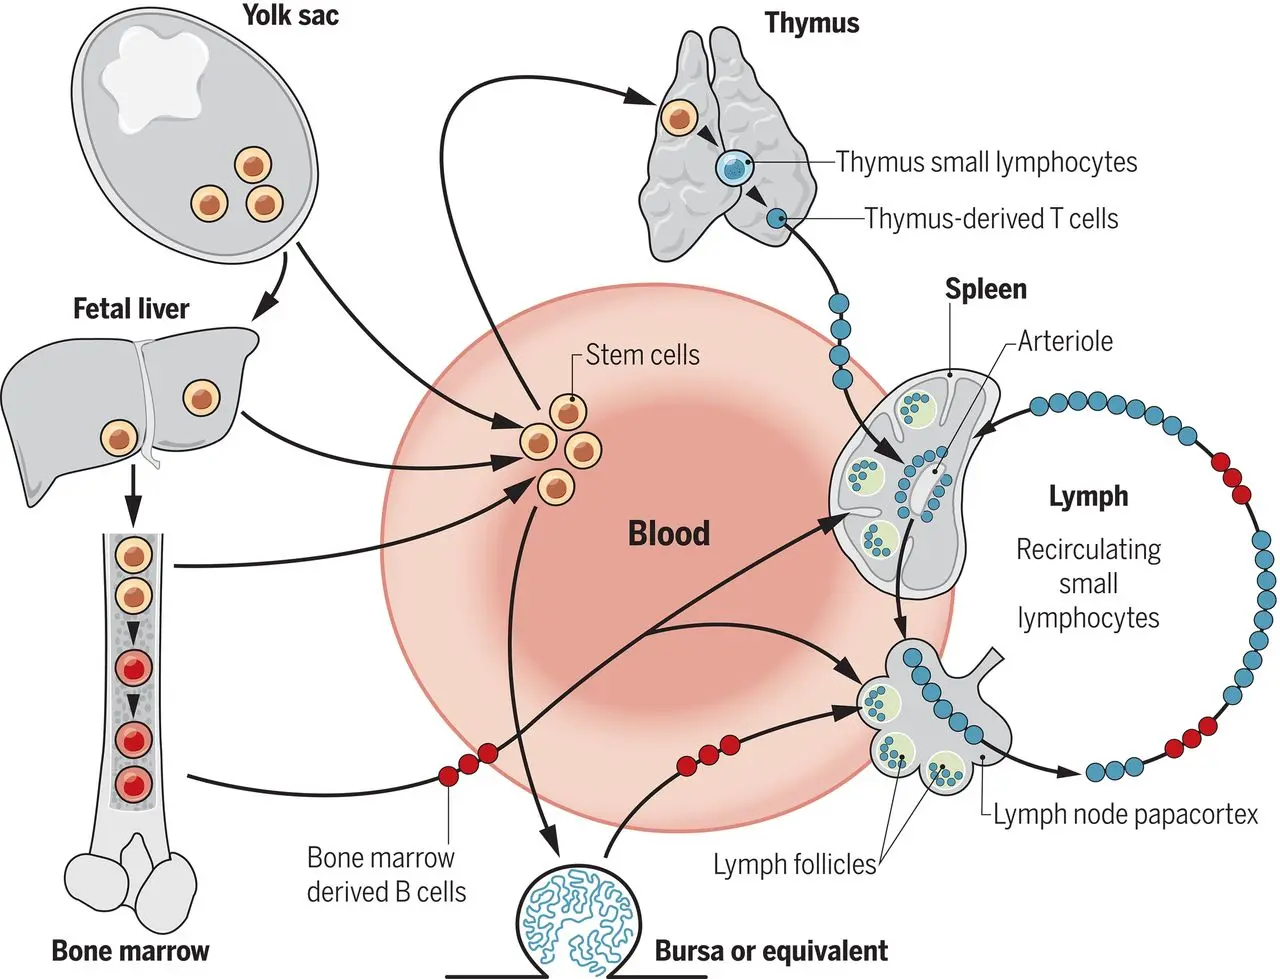 Yolk sac
Thymus
Thymus small lymphocytes
Thymus-derived T cells
Fetal liver
Spleen
Arteriole
Stem cells
Lymph
Recirculating
small
lymphocytes
Blood
Lymph node papacortex
Lymph follicles
Bone marrow
derived B cells
Bone marrow
Bursa or equivalent